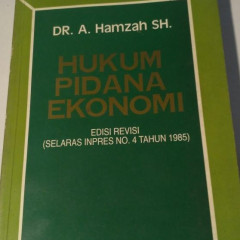 DR. A. Hamzah SH.
HUKUM
PIDANA
EKONOMI
EDISI REVISI
(SELARAS INPRES NO. 4 TAHUN 1985)